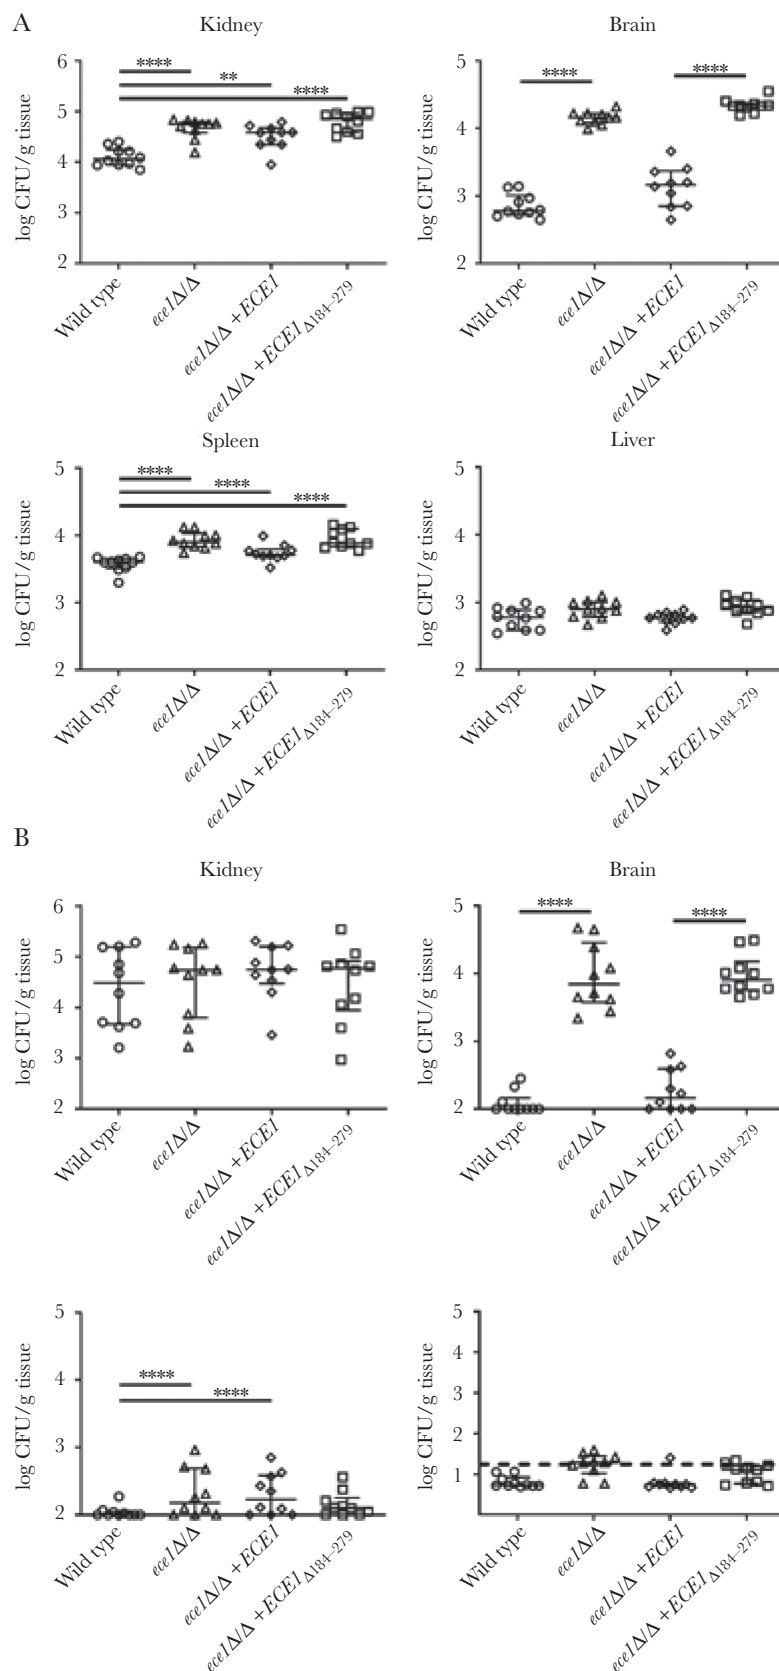 A
Kidney
Brain
log CFU/g tissue
6
5
4
3
2
****
**
****
Wild type
ece1Δ/Δ
ece1Δ/Δ +ECE1
ece1Δ/Δ +ECE1Δ184–279
log CFU/g tissue
5
4
3
2
****
****
Wild type
ece1Δ/Δ
ece1Δ/Δ +ECE1
ece1Δ/Δ +ECE1Δ184–279
Spleen
Liver
log CFU/g tissue
5
4
3
2
****
****
****
Wild type
ece1Δ/Δ
ece1Δ/Δ +ECE1
ece1Δ/Δ +ECE1Δ184–279
log CFU/g tissue
5
4
3
2
Wild type
ece1Δ/Δ
ece1Δ/Δ +ECE1
ece1Δ/Δ +ECE1Δ184–279
B
Kidney
Brain
log CFU/g tissue
6
5
4
3
2
Wild type
ece1Δ/Δ
ece1Δ/Δ +ECE1
ece1Δ/Δ +ECE1Δ184–279
log CFU/g tissue
5
4
3
2
****
****
Wild type
ece1Δ/Δ
ece1Δ/Δ +ECE1
ece1Δ/Δ +ECE1Δ184–279
log CFU/g tissue
5
4
3
2
****
****
Wild type
ece1Δ/Δ
ece1Δ/Δ +ECE1
ece1Δ/Δ +ECE1Δ184–279
log CFU/g tissue
5
4
3
2
1
Wild type
ece1Δ/Δ
ece1Δ/Δ +ECE1
ece1Δ/Δ +ECE1Δ184–279